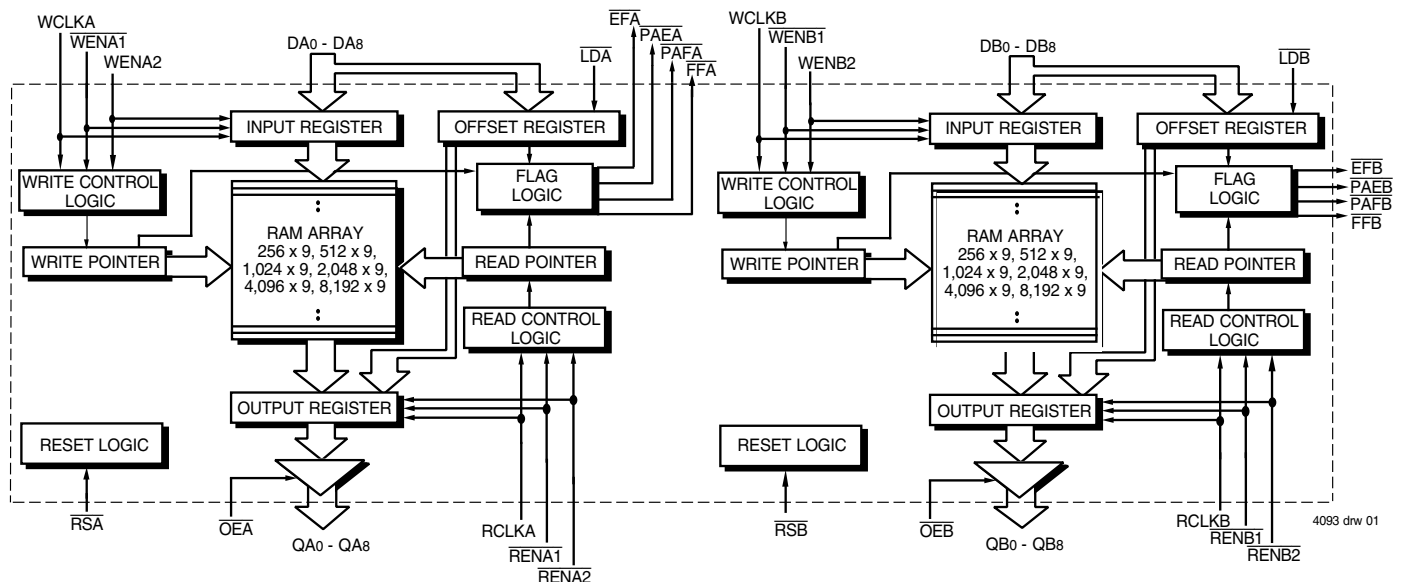 WCLKA
WENA1
WENA2
DA0 - DA8
LDA
EFA
PAEA
PAFA
FFA
INPUT REGISTER
OFFSET REGISTER
WRITE CONTROL
LOGIC
FLAG
LOGIC
WRITE POINTER
RAM ARRAY
256 x 9, 512 x 9,
1,024 x 9, 2,048 x 9,
4,096 x 9, 8,192 x 9
READ POINTER
READ CONTROL
LOGIC
OUTPUT REGISTER
RESET LOGIC
RSA
OEA
QA0 - QA8
RCLKA
RENA1
RENA2
WCLKB
WENB1
WENB2
DB0 - DB8
LDB
INPUT REGISTER
OFFSET REGISTER
WRITE CONTROL
LOGIC
FLAG
LOGIC
EFB
PAEB
PAFB
FFB
WRITE POINTER
RAM ARRAY
256 x 9, 512 x 9,
1,024 x 9, 2,048 x 9,
4,096 x 9, 8,192 x 9
READ POINTER
READ CONTROL
LOGIC
OUTPUT REGISTER
RESET LOGIC
RSB
OEB
QB0 - QB8
RCLKB
RENB1
RENB2
4093 drw 01